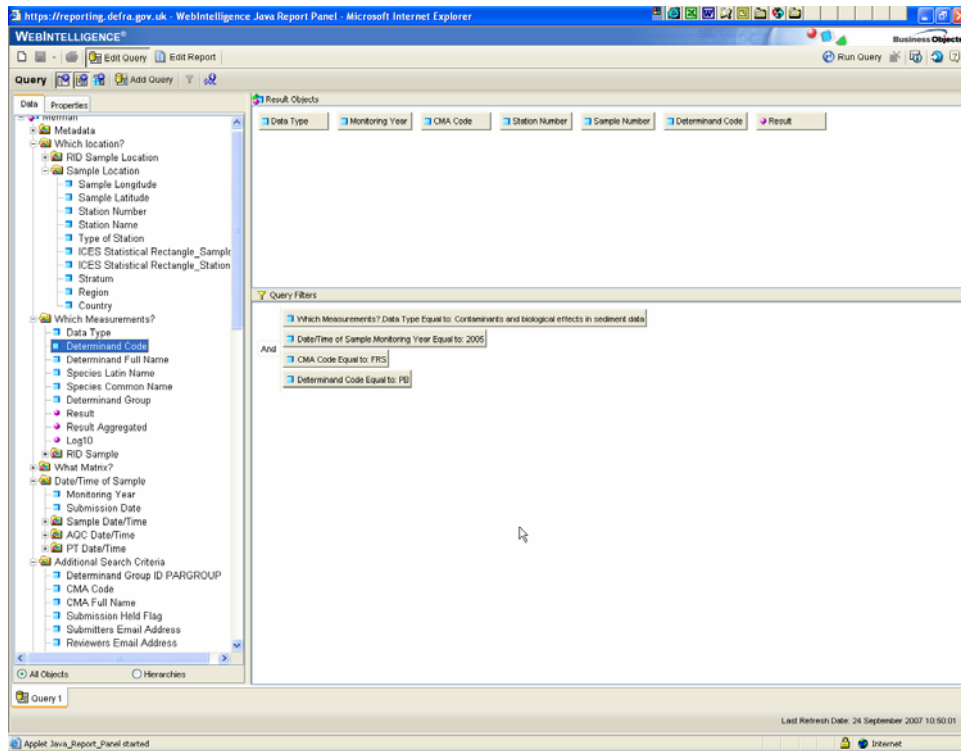 https://reporting.defra.gov.uk - WebIntelligence Java Report Panel - Microsoft Internet Explorer
WEBINTELLIGENCE®
Business Objects
Edit Query Edit Report
Run Query
Query Add Query
Data Properties
Result Objects
Data Type Monitoring Year CMA Code Station Number Sample Number Determinand Code Result
Merman
Metadata
Which location?
RID Sample Location
Sample Location
Sample Longitude
Sample Latitude
Station Number
Station Name
Type of Station
ICES Statistical Rectangle_Sample
ICES Statistical Rectangle_Station
Stratum
Region
Country
Which Measurements?
Data Type
Determinand Code
Determinand Full Name
Species Latin Name
Species Common Name
Determinand Group
Result
Result Aggregated
Log10
RID Sample
What Matrix?
Date/Time of Sample
Monitoring Year
Submission Date
Sample Date/Time
AQC Date/Time
PT Date/Time
Additional Search Criteria
Determinand Group ID PARGROUP
CMA Code
CMA Full Name
Submission Held Flag
Submitters Email Address
Reviewers Email Address
All Objects Hierarchies
Query Filters
And
Which Measurements? Data Type Equal to: Contaminants and biological effects in sediment data
Date/Time of Sample.Monitoring Year Equal to: 2005
CMA Code Equal to: FRS
Determinand Code Equal to: PB
Query 1
Last Refresh Date: 24 September 2007 10:50:01
Applet Java_Report_Panel started
Internet